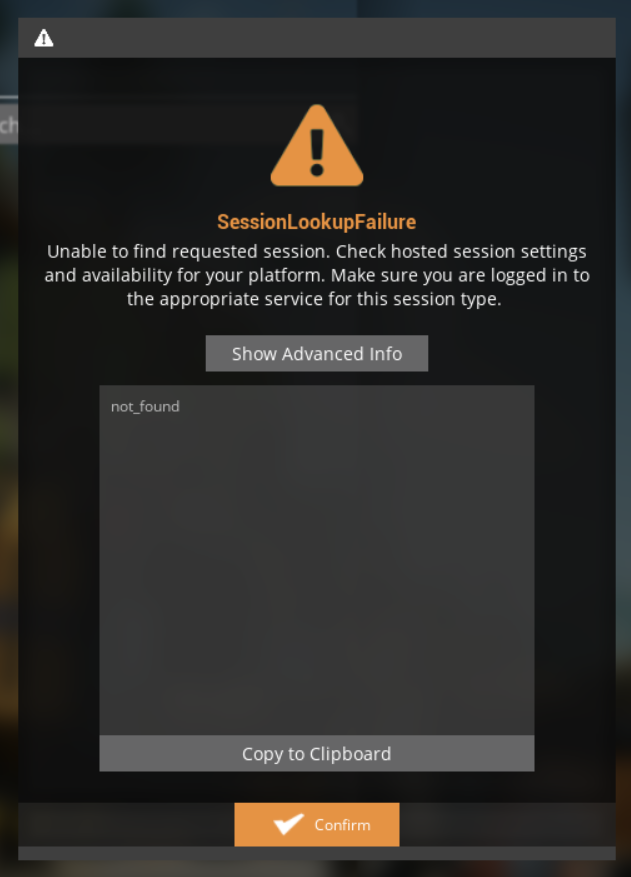 SessionLookupFailure
Unable to find requested session. Check hosted session settings
and availability for your platform. Make sure you are logged in to
the appropriate service for this session type.
Show Advanced Info
not_found
Copy to Clipboard
Confirm